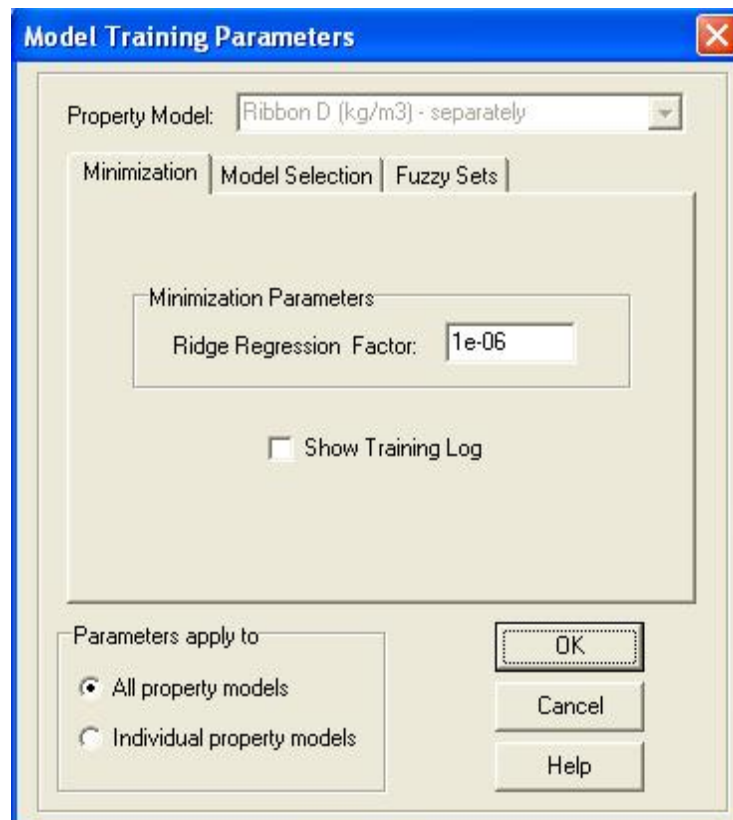 Model Training Parameters
Property Model: Ribbon D (kg/m3) - separately
Minimization Model Selection Fuzzy Sets
Minimization Parameters
Ridge Regression Factor: 1e-06
Show Training Log
Parameters apply to
All property models
Individual property models
OK
Cancel
Help